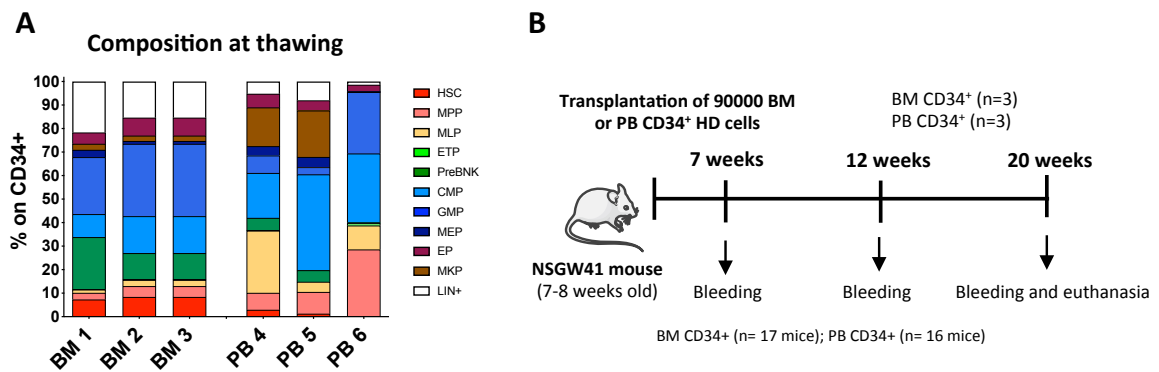 A
Composition at thawing
% on CD34+
100
90
80
70
60
50
40
30
20
10
0
BM 1
BM 2
BM 3
PB 4
PB 5
PB 6
HSC
MPP
MLP
ETP
PreBNK
CMP
GMP
MEP
EP
MKP
LIN+
B
Transplantation of 90000 BM
or PB CD34⁺ HD cells
BM CD34⁺ (n=3)
PB CD34⁺ (n=3)
7 weeks
12 weeks
20 weeks
NSGW41 mouse
(7-8 weeks old)
Bleeding
Bleeding
Bleeding and euthanasia
BM CD34+ (n= 17 mice); PB CD34+ (n= 16 mice)